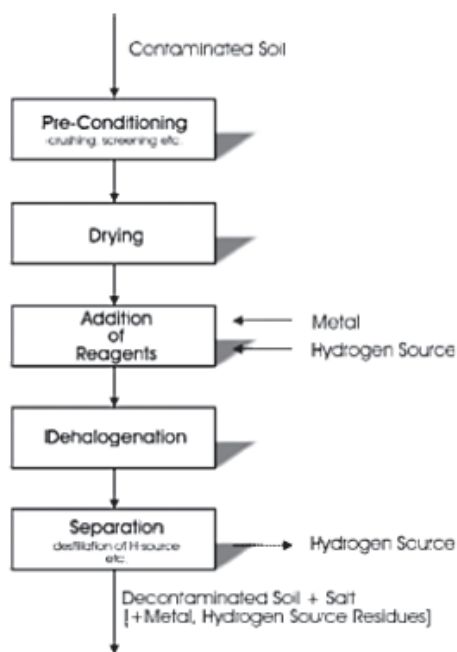 Contaminated Soil
Pre-Conditioning
-crushing, screening etc.
Drying
Addition
of
Reagents
Metal
Hydrogen Source
Dehalogenation
Separation
destillation of H-source
etc.
Hydrogen Source
Decontaminated Soil + Salt
[+Metal, Hydrogen Source Residues]